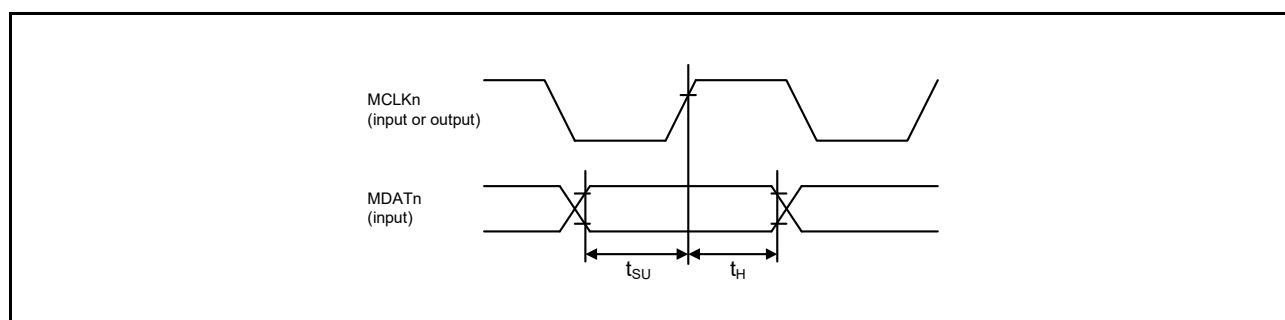 MCLKn
(input or output)
MDATn
(input)
tSU
tH